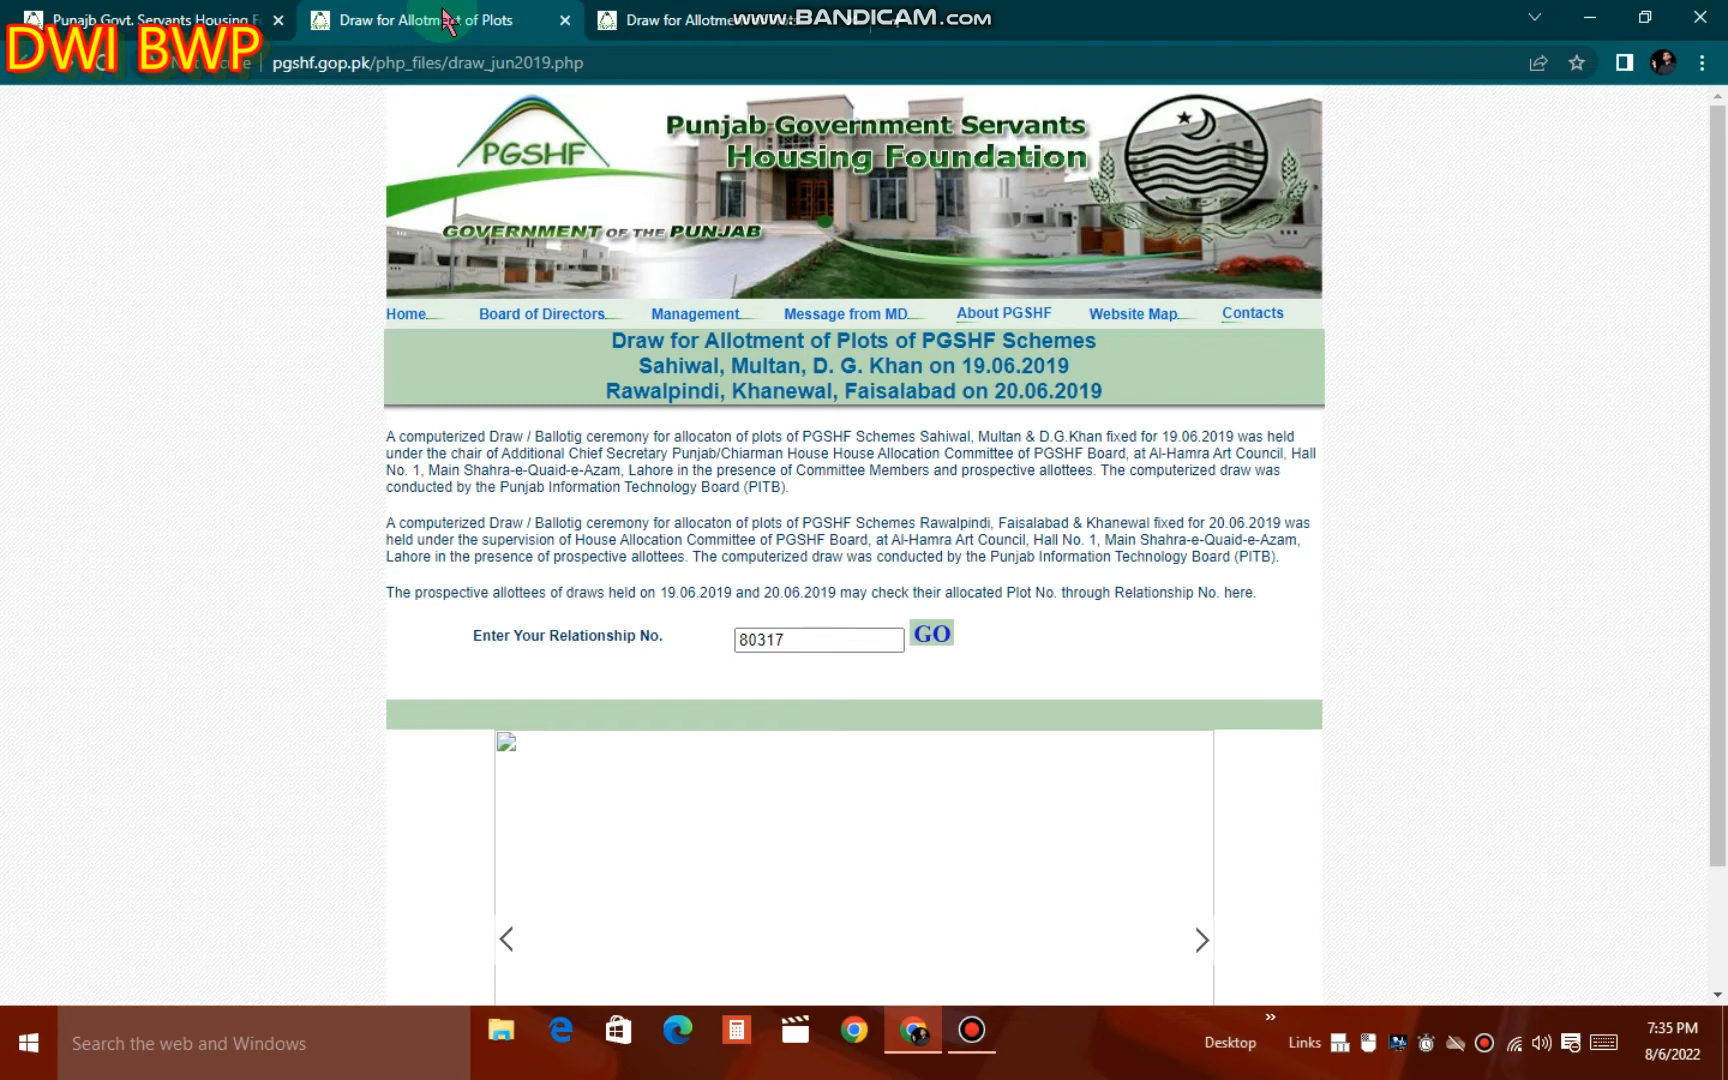 Punjab Govt. Servants Housing F
Draw for Allotment of Plots
Draw for Allotme
www.BANDICAM.com
DWI BWP
pgshf.gop.pk/php_files/draw_jun2019.php
PGSHF
Punjab Government Servants
Housing Foundation
GOVERNMENT OF THE PUNJAB
Home
Board of Directors
Management
Message from MD
About PGSHF
Website Map
Contacts
Draw for Allotment of Plots of PGSHF Schemes
Sahiwal, Multan, D. G. Khan on 19.06.2019
Rawalpindi, Khanewal, Faisalabad on 20.06.2019
A computerized Draw / Ballotig ceremony for allocaton of plots of PGSHF Schemes Sahiwal, Multan & D.G.Khan fixed for 19.06.2019 was held
under the chair of Additional Chief Secretary Punjab/Chiarman House House Allocation Committee of PGSHF Board, at Al-Hamra Art Council, Hall
No. 1, Main Shahra-e-Quaid-e-Azam, Lahore in the presence of Committee Members and prospective allottees. The computerized draw was
conducted by the Punjab Information Technology Board (PITB).
A computerized Draw / Ballotig ceremony for allocaton of plots of PGSHF Schemes Rawalpindi, Faisalabad & Khanewal fixed for 20.06.2019 was
held under the supervision of House Allocation Committee of PGSHF Board, at Al-Hamra Art Council, Hall No. 1, Main Shahra-e-Quaid-e-Azam,
Lahore in the presence of prospective allottees. The computerized draw was conducted by the Punjab Information Technology Board (PITB).
The prospective allottees of draws held on 19.06.2019 and 20.06.2019 may check their allocated Plot No. through Relationship No. here.
Enter Your Relationship No.
80317
GO
Search the web and Windows
Desktop
Links
7:35 PM
8/6/2022